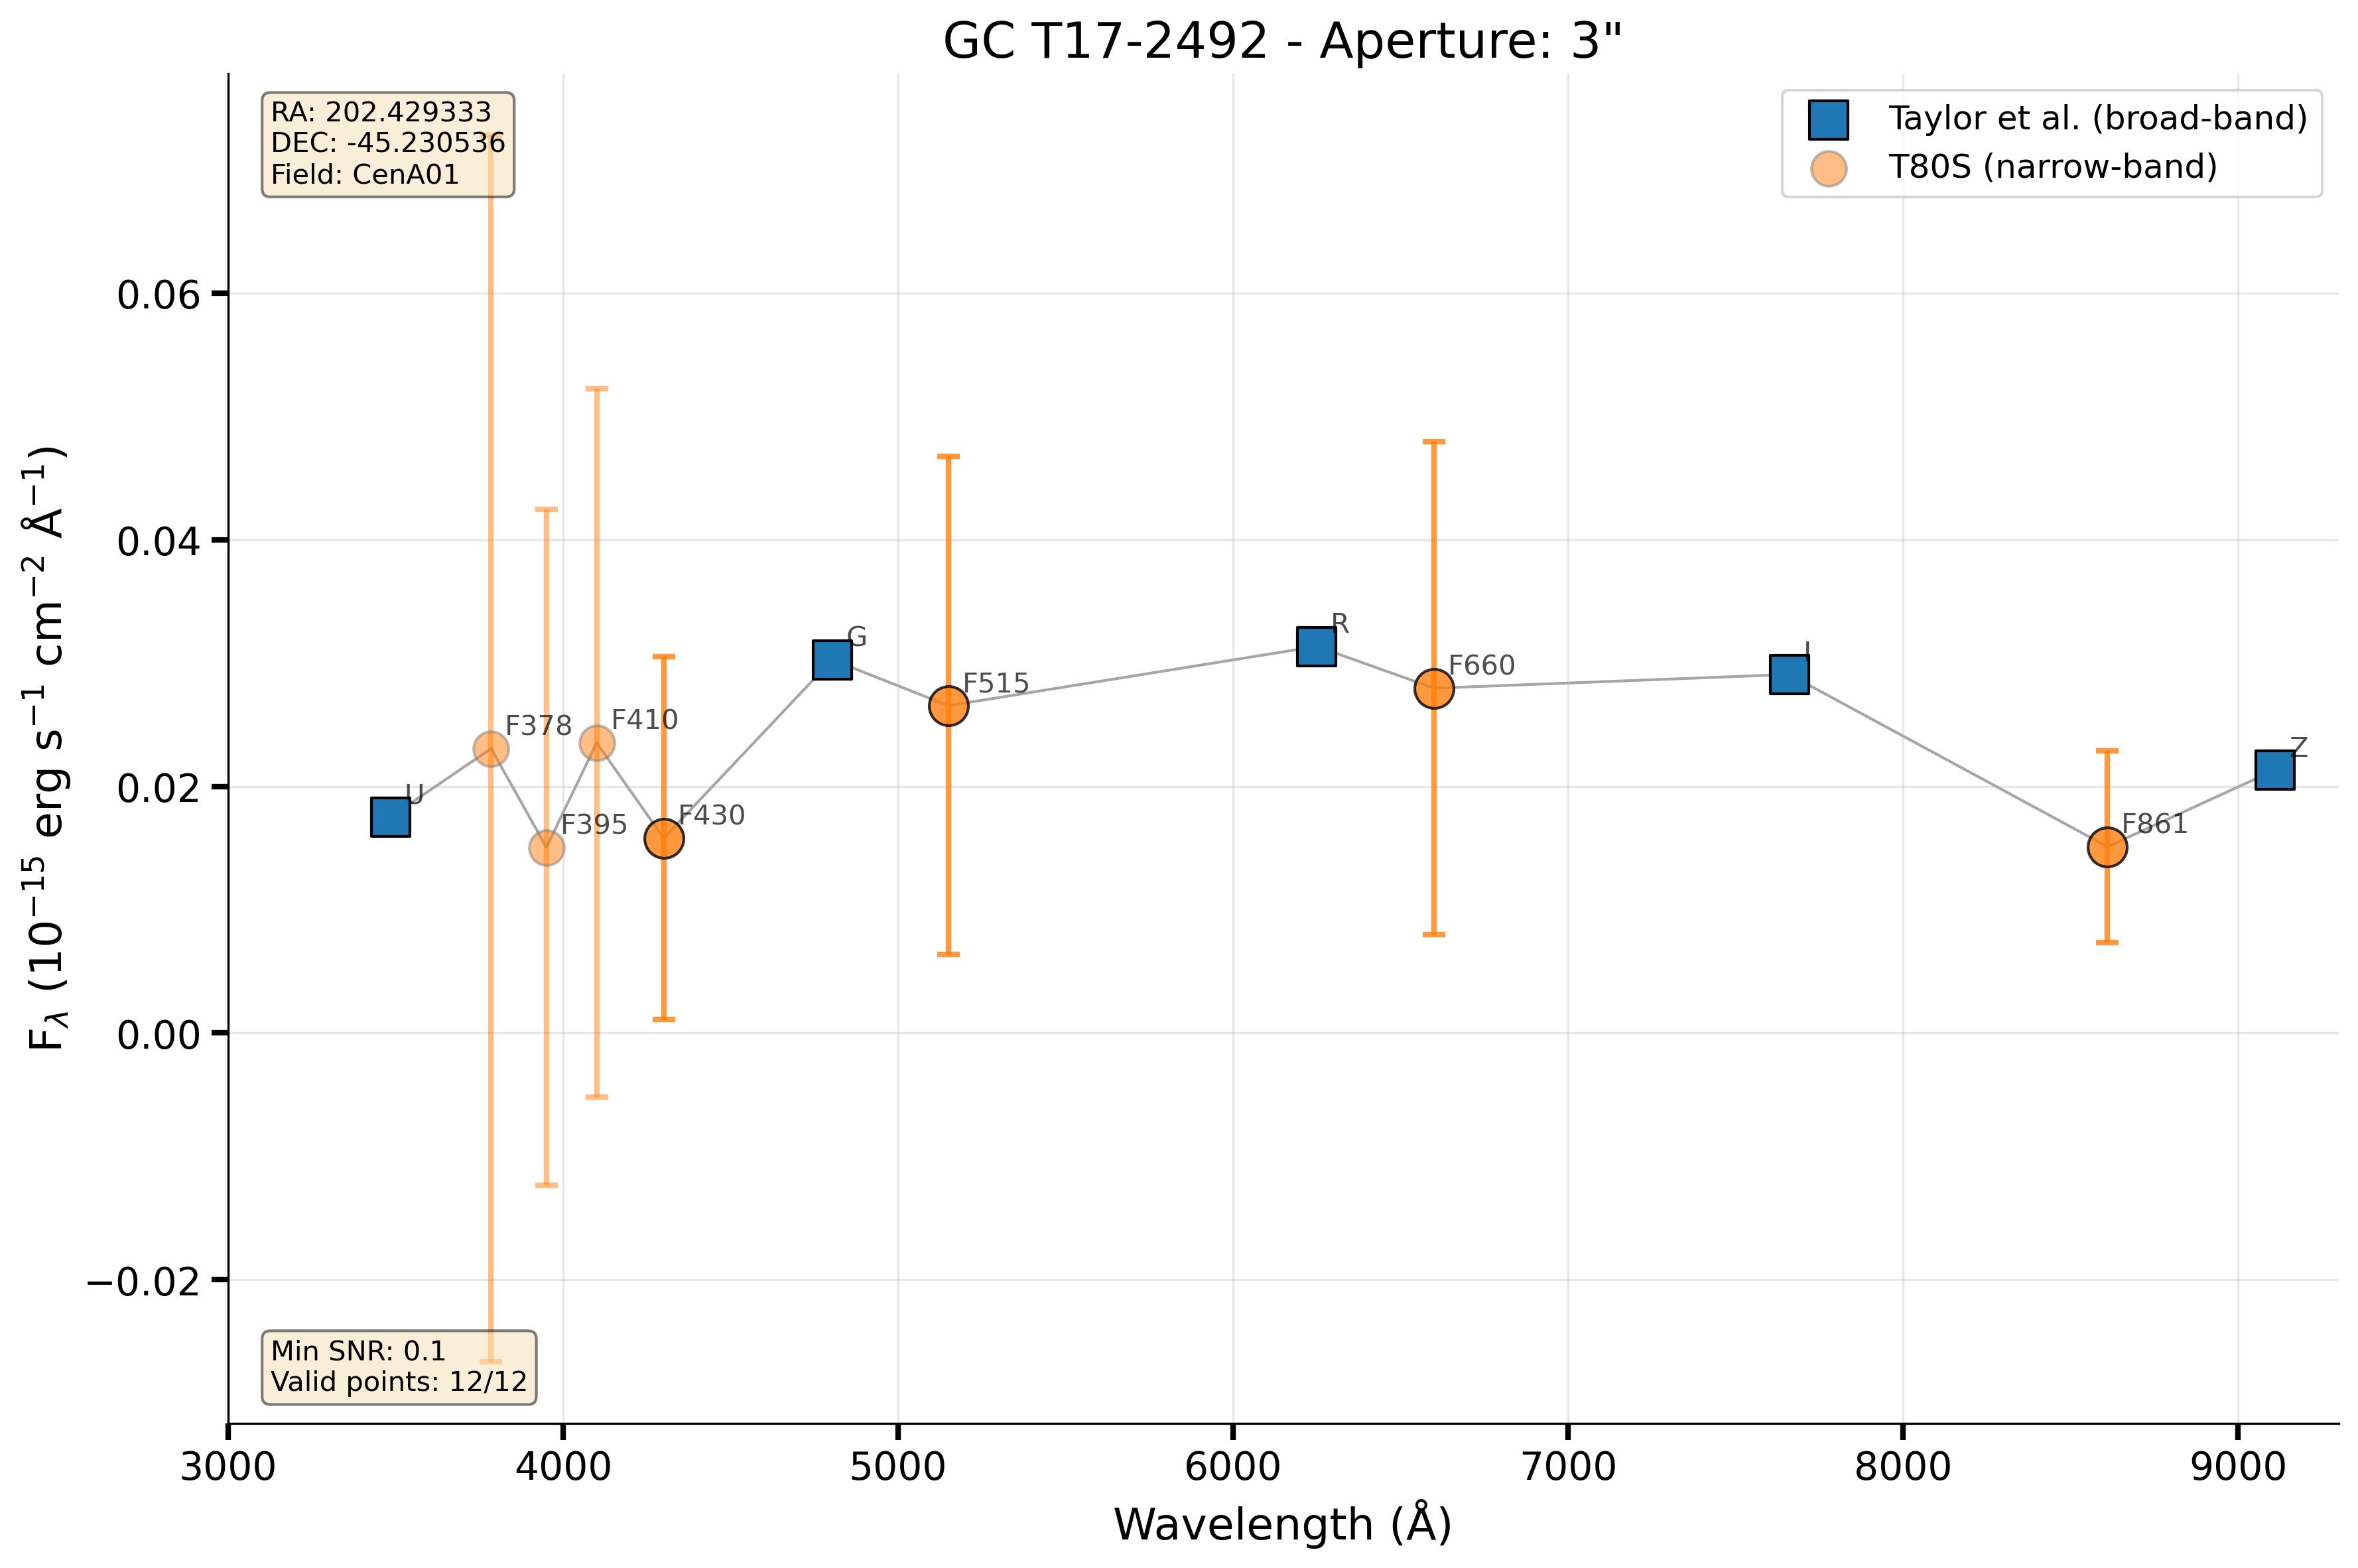 GC T17-2492 - Aperture: 3"
RA: 202.429333
DEC: -45.230536
Field: CenA01
Taylor et al. (broad-band)
T80S (narrow-band)
0.06
0.04
0.02
0.00
−0.02
F_λ (10⁻¹⁵ erg s⁻¹ cm⁻² Å⁻¹)
U
F378
F395
F410
F430
G
F515
R
F660
I
F861
Z
Min SNR: 0.1
Valid points: 12/12
3000
4000
5000
6000
7000
8000
9000
Wavelength (Å)